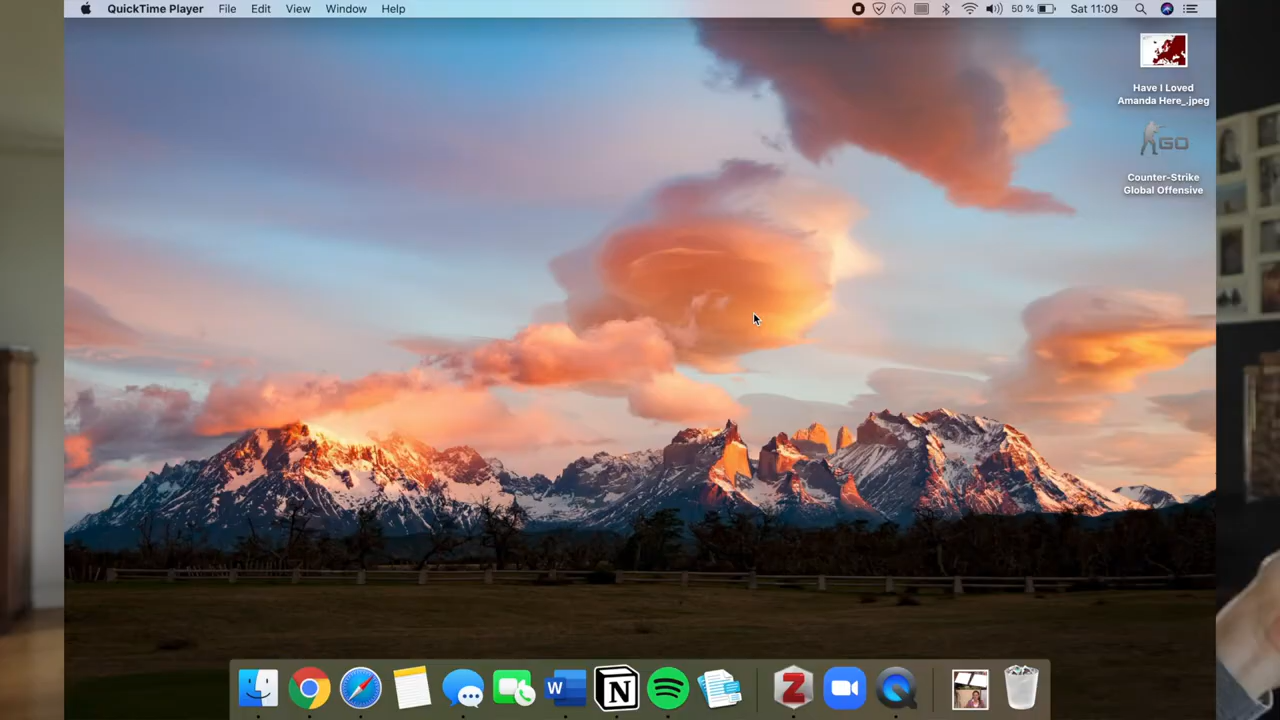 QuickTime Player File Edit View Window Help 50 % Sat 11:09
Have I Loved
Amanda Here_.jpeg
GO
Counter-Strike
Global Offensive
W N Z